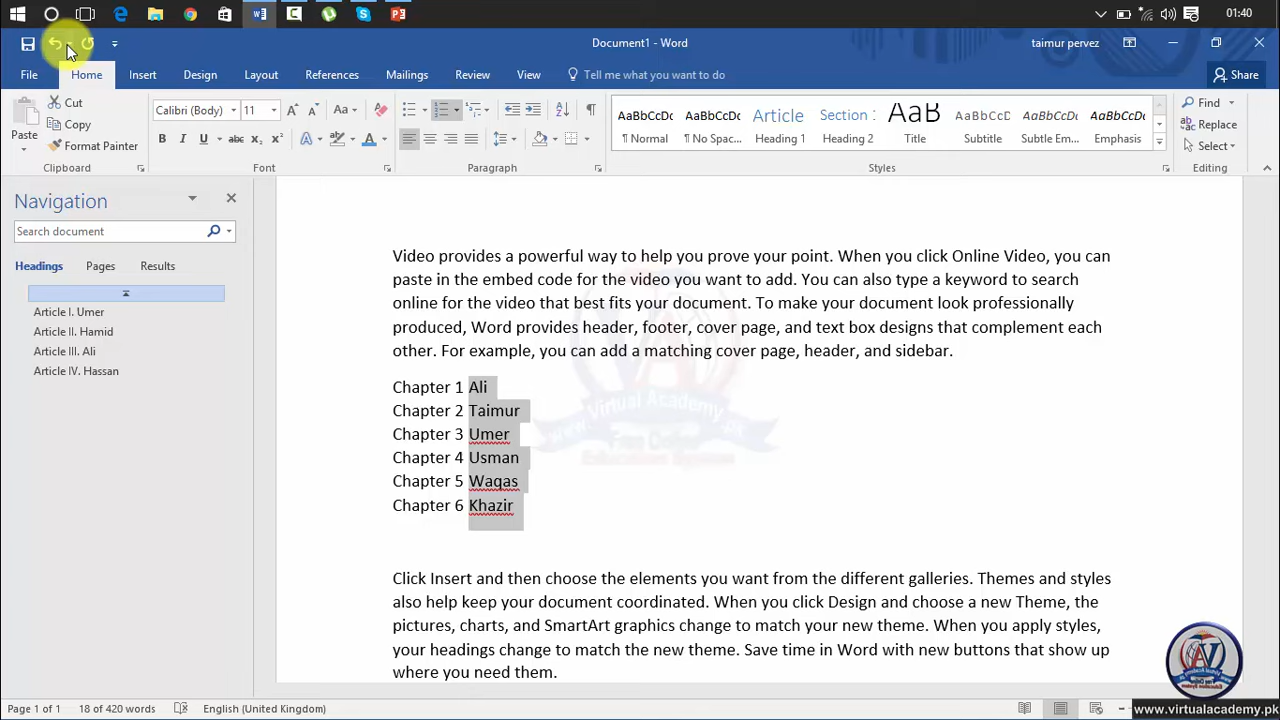 01:40
Document1 - Word
taimur pervez
File Home Insert Design Layout References Mailings Review View Tell me what you want to do Share
Paste
Cut
Copy
Format Painter
Clipboard
Calibri (Body) 11
Font
Paragraph
AaBbCcDc AaBbCcDc Article Section 1 AaB AaBbCcD AaBbCcDc AaBbCcDc
¶ Normal ¶ No Spac... Heading 1 Heading 2 Title Subtitle Subtle Em... Emphasis
Styles
Find
Replace
Select
Editing
Navigation
Search document
Headings Pages Results
Article I. Umer
Article II. Hamid
Article III. Ali
Article IV. Hassan
Video provides a powerful way to help you prove your point. When you click Online Video, you can
paste in the embed code for the video you want to add. You can also type a keyword to search
online for the video that best fits your document. To make your document look professionally
produced, Word provides header, footer, cover page, and text box designs that complement each
other. For example, you can add a matching cover page, header, and sidebar.
Chapter 1 Ali
Chapter 2 Taimur
Chapter 3 Umer
Chapter 4 Usman
Chapter 5 Waqas
Chapter 6 Khazir
Click Insert and then choose the elements you want from the different galleries. Themes and styles
also help keep your document coordinated. When you click Design and choose a new Theme, the
pictures, charts, and SmartArt graphics change to match your new theme. When you apply styles,
your headings change to match the new theme. Save time in Word with new buttons that show up
where you need them.
Virtual Academy
Page 1 of 1 18 of 420 words English (United Kingdom)
www.virtualacademy.pk